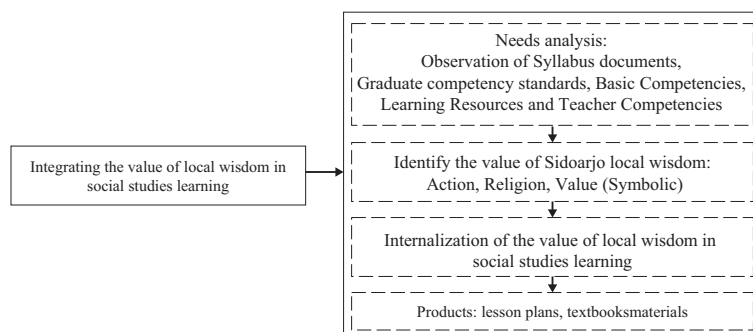 Integrating the value of local wisdom in
social studies learning
Needs analysis:
Observation of Syllabus documents,
Graduate competency standards, Basic Competencies,
Learning Resources and Teacher Competencies
Identify the value of Sidoarjo local wisdom:
Action, Religion, Value (Symbolic)
Internalization of the value of local wisdom in
social studies learning
Products: lesson plans, textbooksmaterials